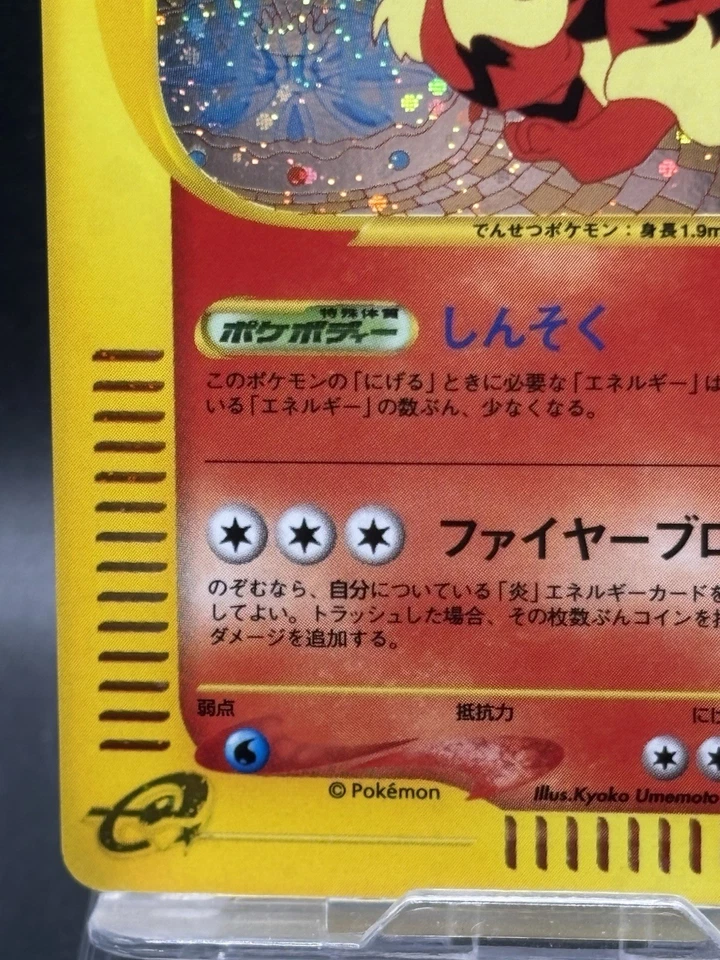 でんせつポケモン：身長1.9m
特殊体質
ポケボディー しんそく
このポケモンの「にげる」ときに必要な「エネルギー」は
いる「エネルギー」の数ぶん、少なくなる。
ファイヤーブロ
のぞむなら、自分についている「炎」エネルギーカードを
してよい。トラッシュした場合、その枚数ぶんコインを投
ダメージを追加する。
弱点 抵抗力 にげ
© Pokémon Illus.Kyoko Umemoto
e